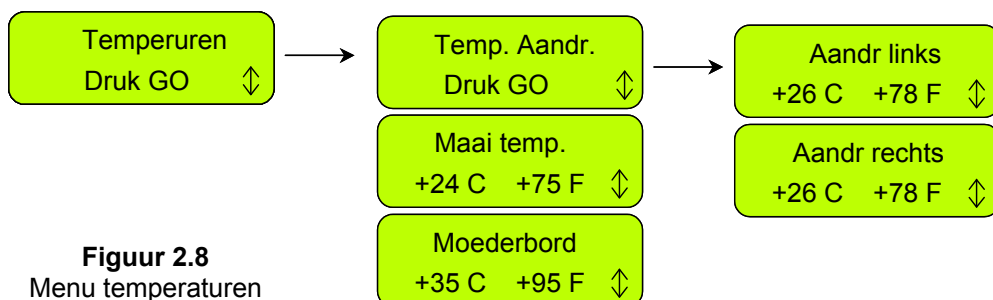 Temperuren
Druk GO
Temp. Aandr.
Druk GO
Maai temp.
+24 C +75 F
Moederbord
+35 C +95 F
Aandr links
+26 C +78 F
Aandr rechts
+26 C +78 F
Figuur 2.8
Menu temperaturen